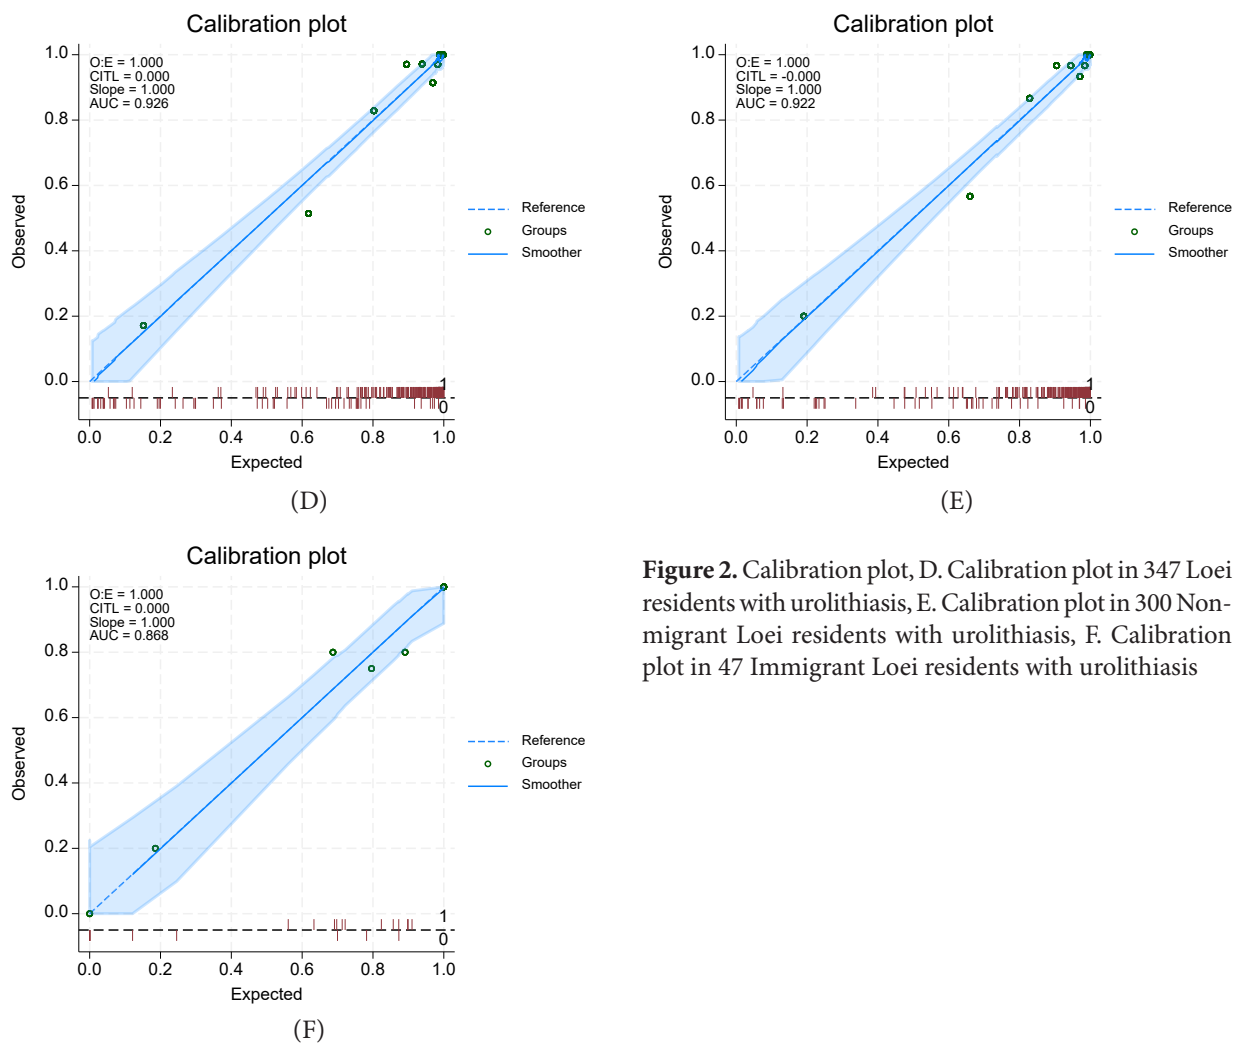 Calibration plot
O:E = 1.000
CITL = 0.000
Slope = 1.000
AUC = 0.926
1.0
0.8
0.6
0.4
0.2
0.0
Observed
1
0
0.0 0.2 0.4 0.6 0.8 1.0
Expected
Reference
Groups
Smoother
(D)
Calibration plot
O:E = 1.000
CITL = -0.000
Slope = 1.000
AUC = 0.922
1.0
0.8
0.6
0.4
0.2
0.0
Observed
1
0
0.0 0.2 0.4 0.6 0.8 1.0
Expected
Reference
Groups
Smoother
(E)
Calibration plot
O:E = 1.000
CITL = 0.000
Slope = 1.000
AUC = 0.868
1.0
0.8
0.6
0.4
0.2
0.0
Observed
1
0
0.0 0.2 0.4 0.6 0.8 1.0
Expected
Reference
Groups
Smoother
(F)
Figure 2. Calibration plot, D. Calibration plot in 347 Loei
residents with urolithiasis, E. Calibration plot in 300 Non-
migrant Loei residents with urolithiasis, F. Calibration
plot in 47 Immigrant Loei residents with urolithiasis